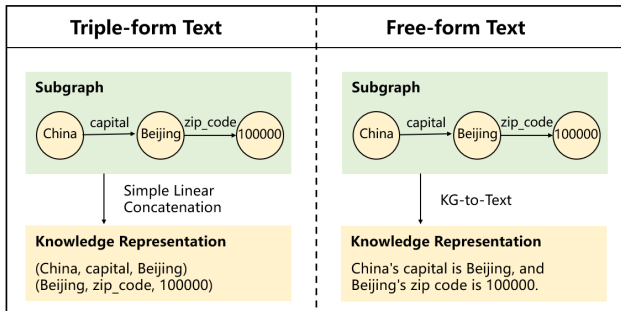 Triple-form Text
Subgraph
China
capital
Beijing
zip_code
100000
Simple Linear
Concatenation
Knowledge Representation
(China, capital, Beijing)
(Beijing, zip_code, 100000)
Free-form Text
Subgraph
China
capital
Beijing
zip_code
100000
KG-to-Text
Knowledge Representation
China's capital is Beijing, and
Beijing's zip code is 100000.